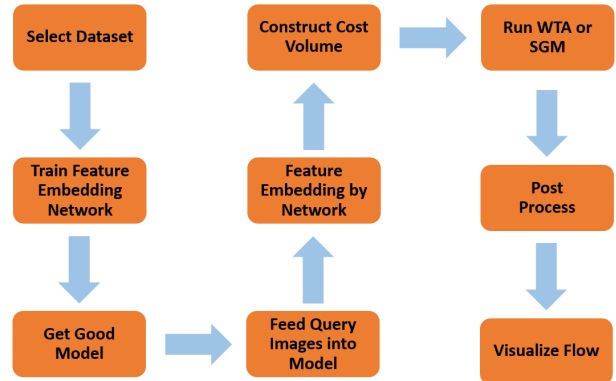 Select Dataset
Train Feature
Embedding
Network
Get Good
Model
Feed Query
Images into
Model
Feature
Embedding by
Network
Construct Cost
Volume
Run WTA or
SGM
Post
Process
Visualize Flow